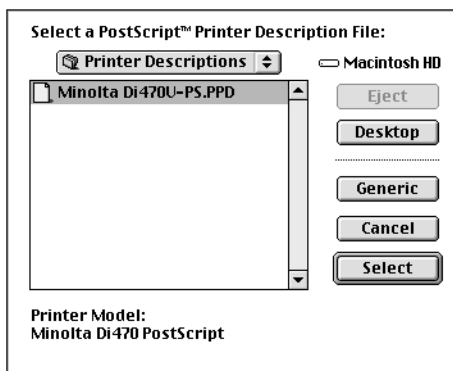 Select a PostScript™ Printer Description File:
Printer Descriptions
Macintosh HD
Minolta Di470U-PS.PPD
Eject
Desktop
Generic
Cancel
Select
Printer Model:
Minolta Di470 PostScript